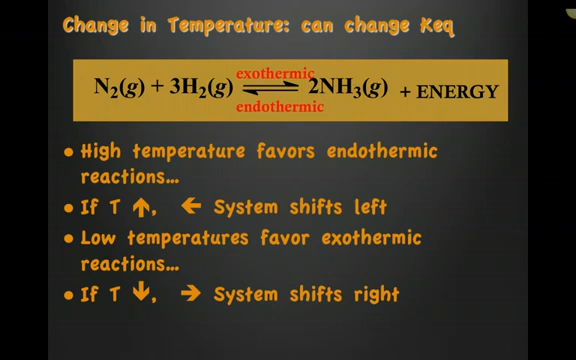 Change in Temperature: can change Keq
exothermic
N₂(g) + 3H₂(g) ⇌ 2NH₃(g) + ENERGY
endothermic
● High temperature favors endothermic
reactions...
● If T ↑, ← System shifts left
● Low temperatures favor exothermic
reactions...
● If T ↓, → System shifts right